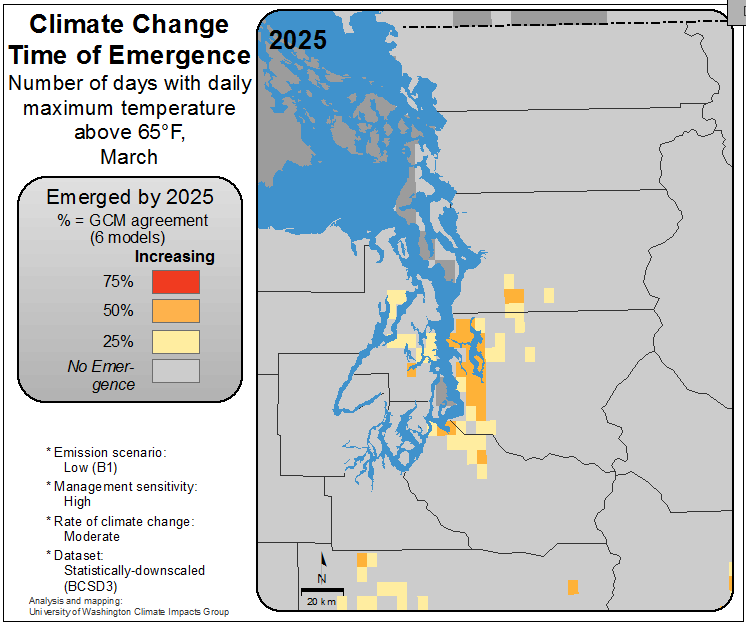 Climate Change
Time of Emergence
Number of days with daily
maximum temperature
above 65°F,
March
Emerged by 2025
% = GCM agreement
(6 models)
Increasing
75%
50%
25%
No Emer-
gence
* Emission scenario:
Low (B1)
* Management sensitivity:
High
* Rate of climate change:
Moderate
* Dataset:
Statistically-downscaled
(BCSD3)
Analysis and mapping:
University of Washington Climate Impacts Group
2025
N
20 km